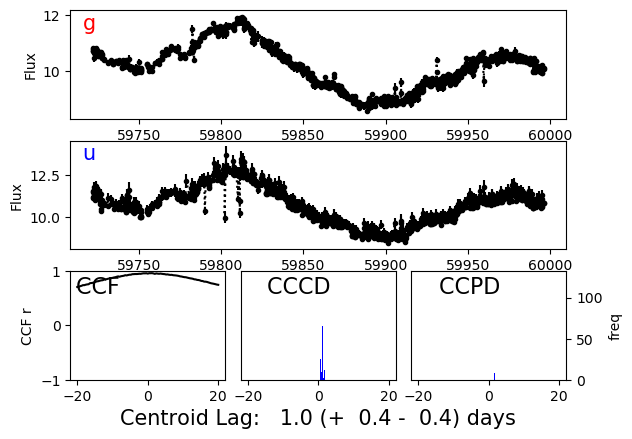 g
Flux
12
10
59750 59800 59850 59900 59950 60000
u
Flux
12.5
10.0
59750 59800 59850 59900 59950 60000
CCF
CCCD
CCPD
CCF r
1
0
−1
100
50
0
freq
−20 0 20
−20 0 20
−20 0 20
Centroid Lag: 1.0 (+ 0.4 - 0.4) days